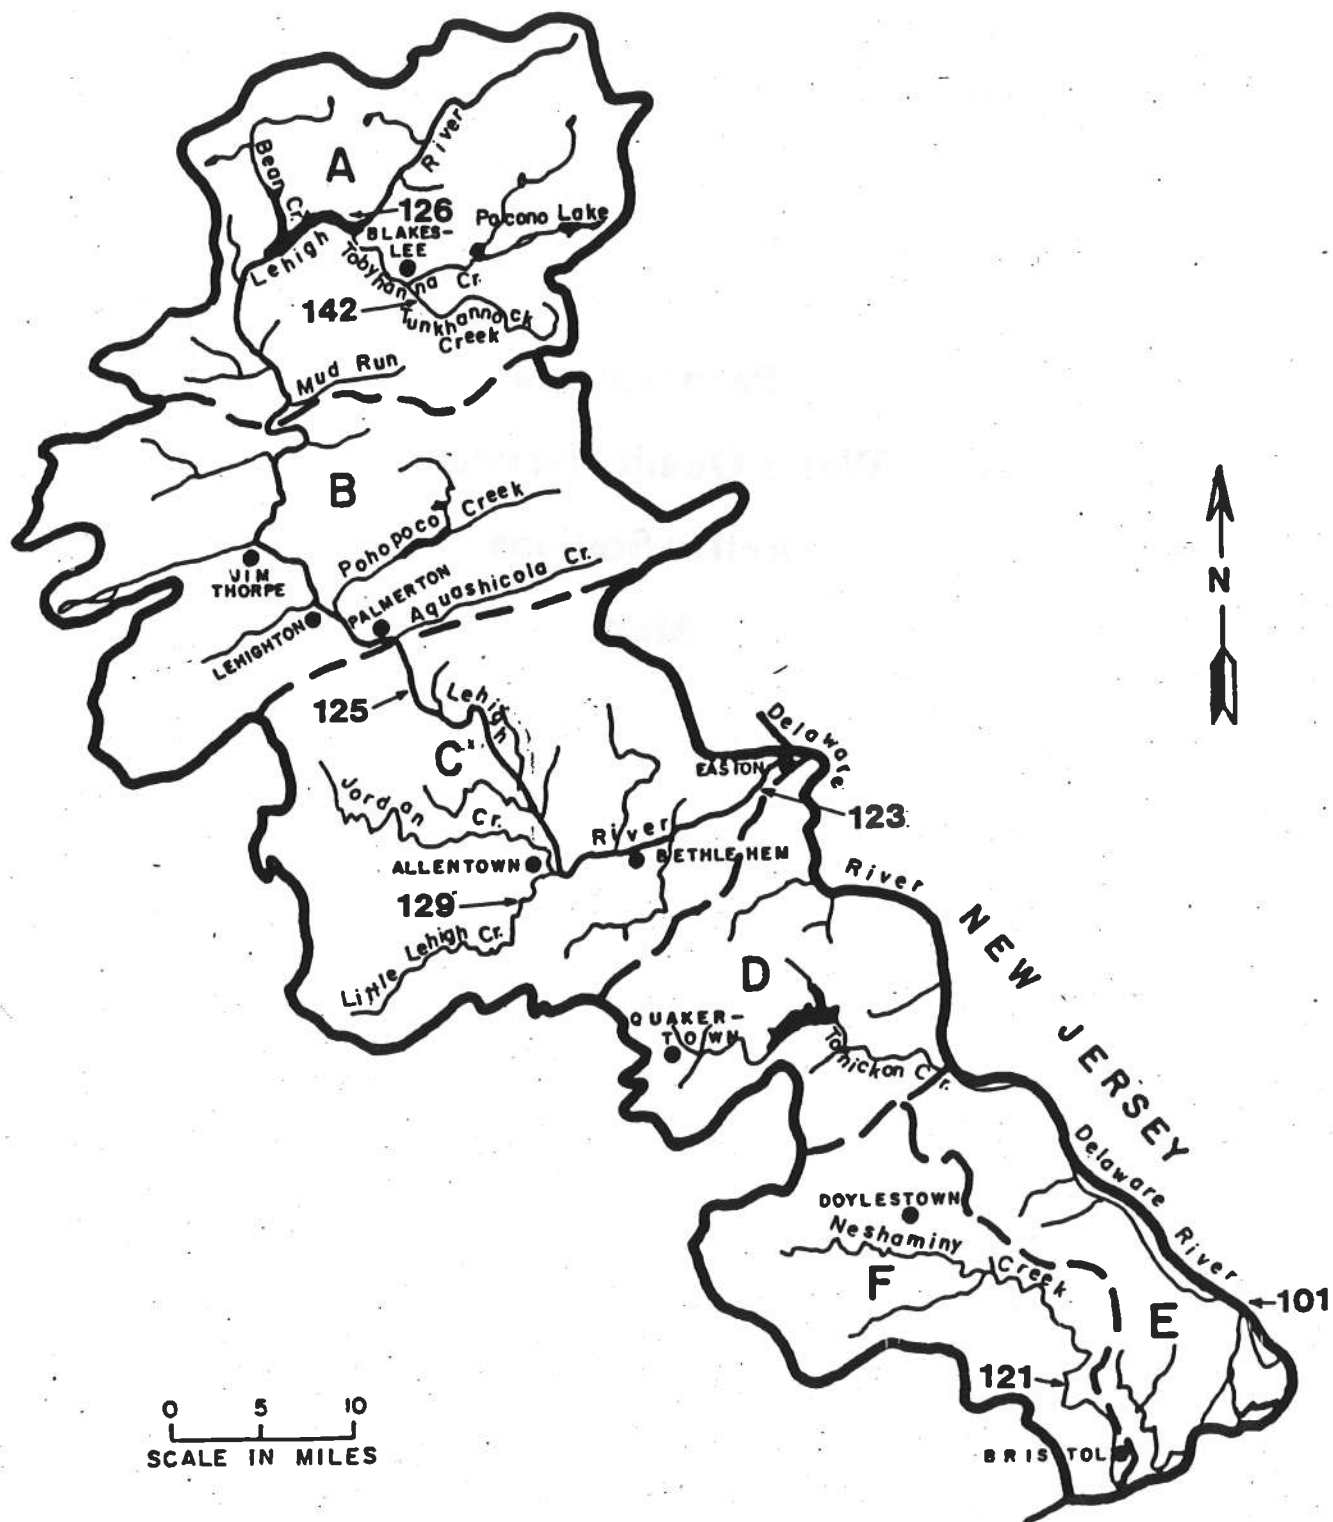 Bean Cr.
A
River
126
Pocono Lake
BLAKES-
LEE
Lehigh
Tobyhanna Cr.
142
Tunkhannock
Creek
Mud Run
B
Pohopoco Creek
JIM
THORPE
PALMERTON
Aquashicola Cr.
LEHIGHTON
N
125
Lehigh
C
Delaware
EASTON
Jordan Cr.
River
123
ALLENTOWN
BETHLEHEM
River
129
Little Lehigh Cr.
NEW JERSEY
D
QUAKER-
TOWN
Tohickon Cr.
Delaware River
DOYLESTOWN
Neshaminy Creek
F
E
101
121
BRISTOL
0 5 10
SCALE IN MILES